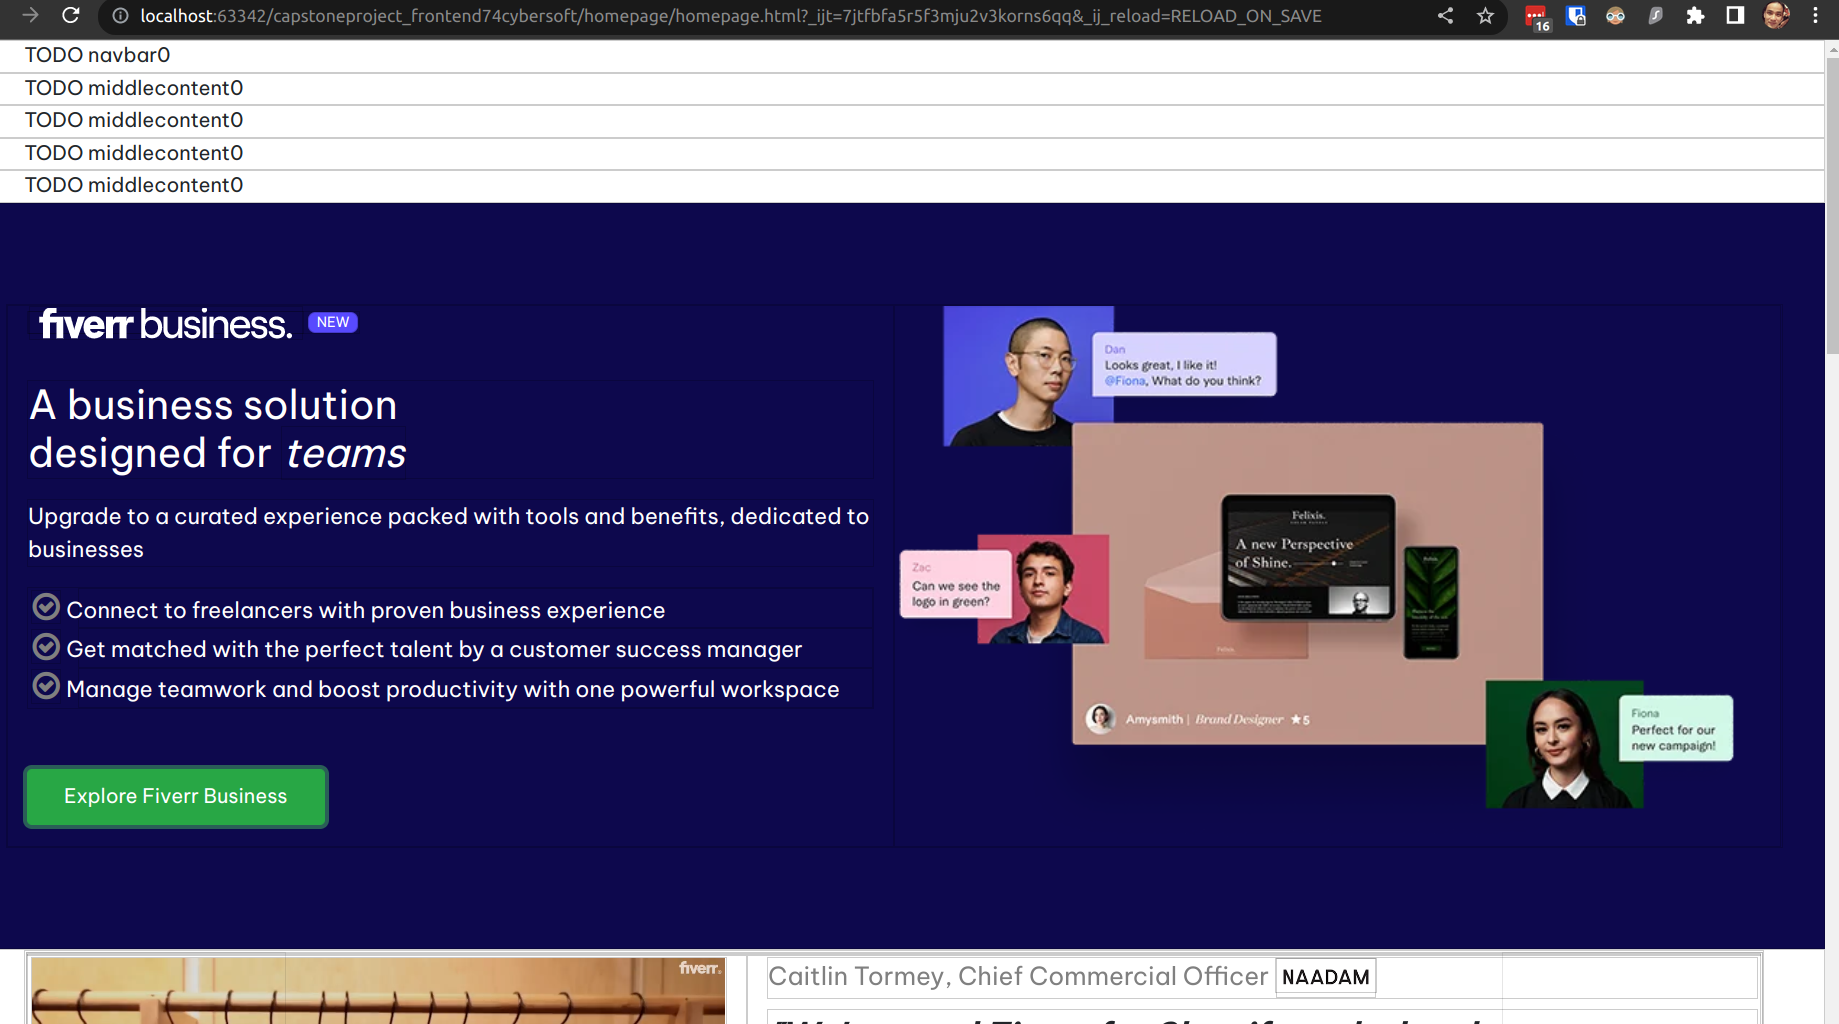 localhost:63342/capstoneproject_frontend74cybersoft/homepage/homepage.html?_ijt=7jtfbfa5r5f3mju2v3korns6qq&_ij_reload=RELOAD_ON_SAVE
16
TODO navbar0
TODO middlecontent0
TODO middlecontent0
TODO middlecontent0
TODO middlecontent0
fiverr business. NEW
A business solution
designed for teams
Upgrade to a curated experience packed with tools and benefits, dedicated to
businesses
Connect to freelancers with proven business experience
Get matched with the perfect talent by a customer success manager
Manage teamwork and boost productivity with one powerful workspace
Explore Fiverr Business
Dan
Looks great, I like it!
@Fiona, What do you think?
Felixis.
A new Perspective
of Shine.
Zac
Can we see the
logo in green?
Felixis.
Amysmith | Brand Designer ★5
Fiona
Perfect for our
new campaign!
fiverr.
Caitlin Tormey, Chief Commercial Officer NAADAM